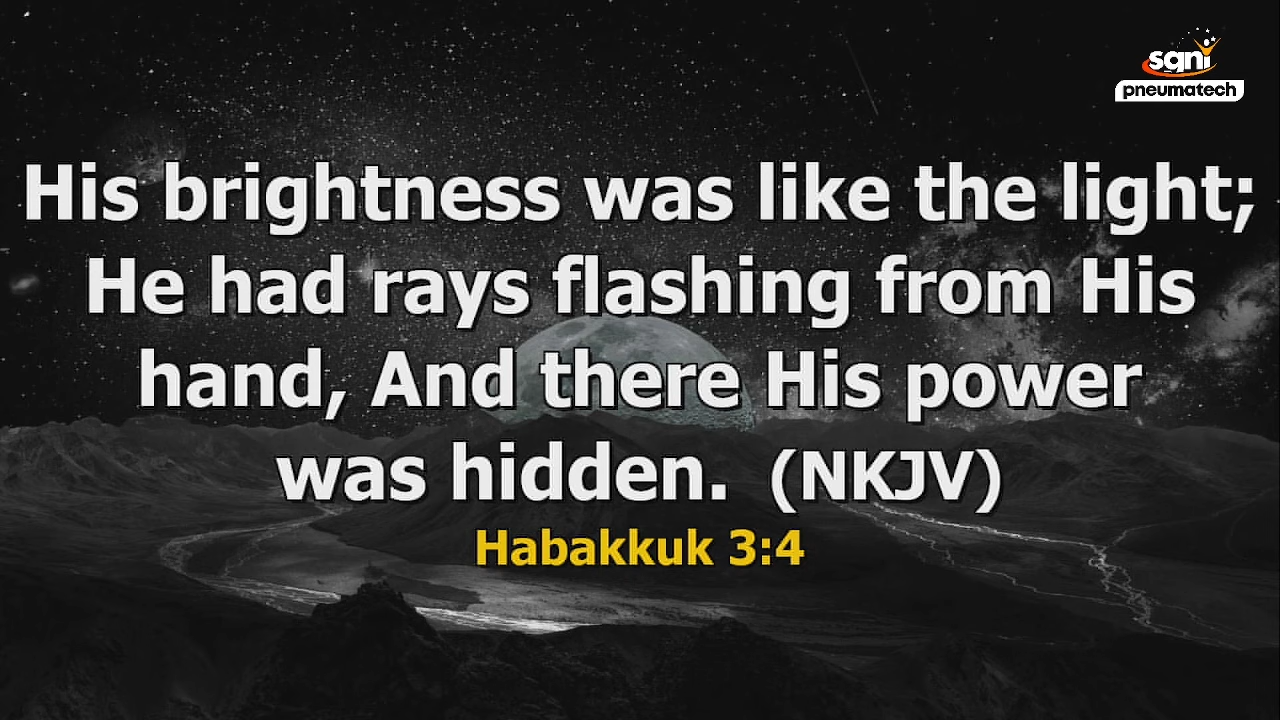 sgni
pneumatech
His brightness was like the light;
He had rays flashing from His
hand, And there His power
was hidden. (NKJV)
Habakkuk 3:4